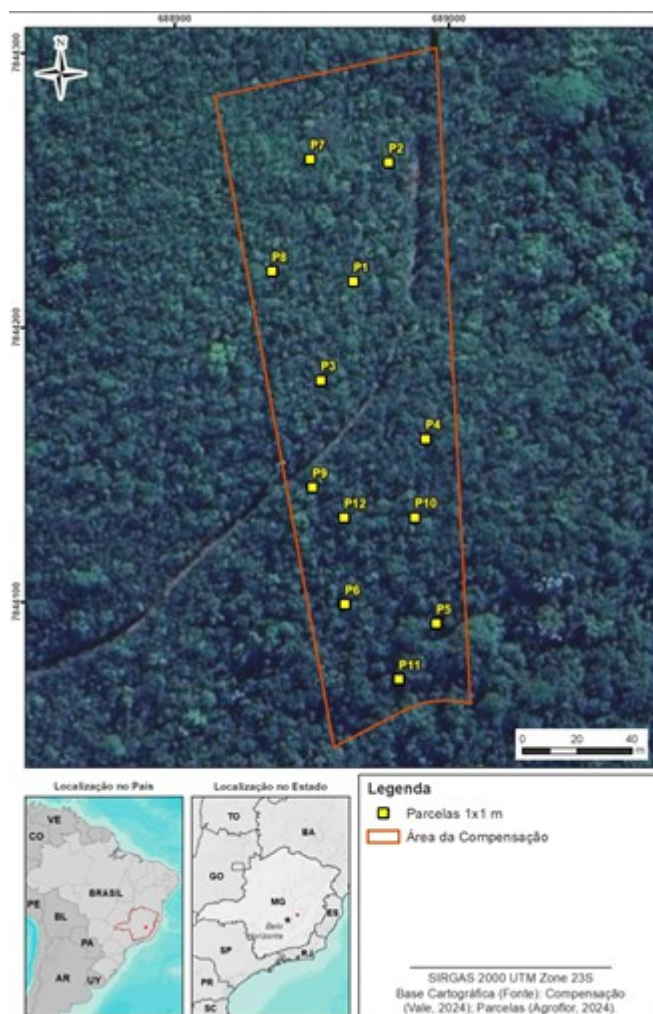 688900 689000
7844300
N
P7
P2
P8
P1
7844200
P3
P4
P9
P12
P10
P6
7844100
P5
P11
0 20 40
m
Localização no País
Localização no Estado
Legenda
Parcelas 1x1 m
Área da Compensação
VE
CO
BRASIL
PE
BL
PA
AR
UY
TO
BA
GO
MG
Belo
Horizonte
ES
SP
RJ
PR
SC
SIRGAS 2000 UTM Zone 23S
Base Cartográfica (Fonte): Compensação
(Vale, 2024); Parcelas (Agroflor, 2024).